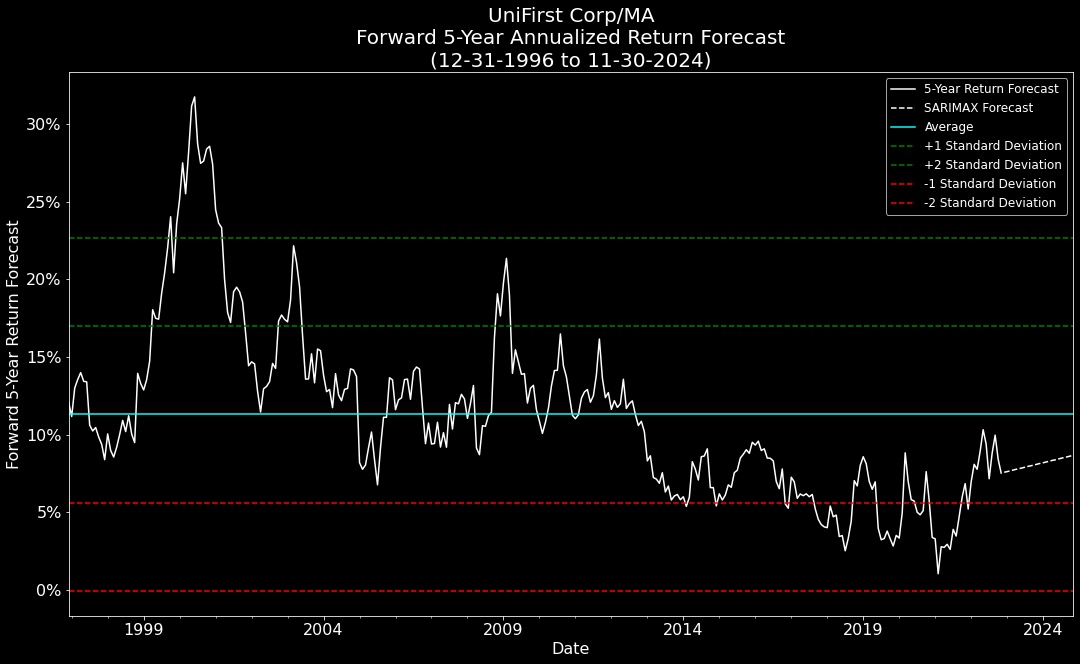 UniFirst Corp/MA
Forward 5-Year Annualized Return Forecast
(12-31-1996 to 11-30-2024)
5-Year Return Forecast
SARIMAX Forecast
Average
+1 Standard Deviation
+2 Standard Deviation
-1 Standard Deviation
-2 Standard Deviation
Forward 5-Year Return Forecast
30%
25%
20%
15%
10%
5%
0%
1999 2004 2009 2014 2019 2024
Date